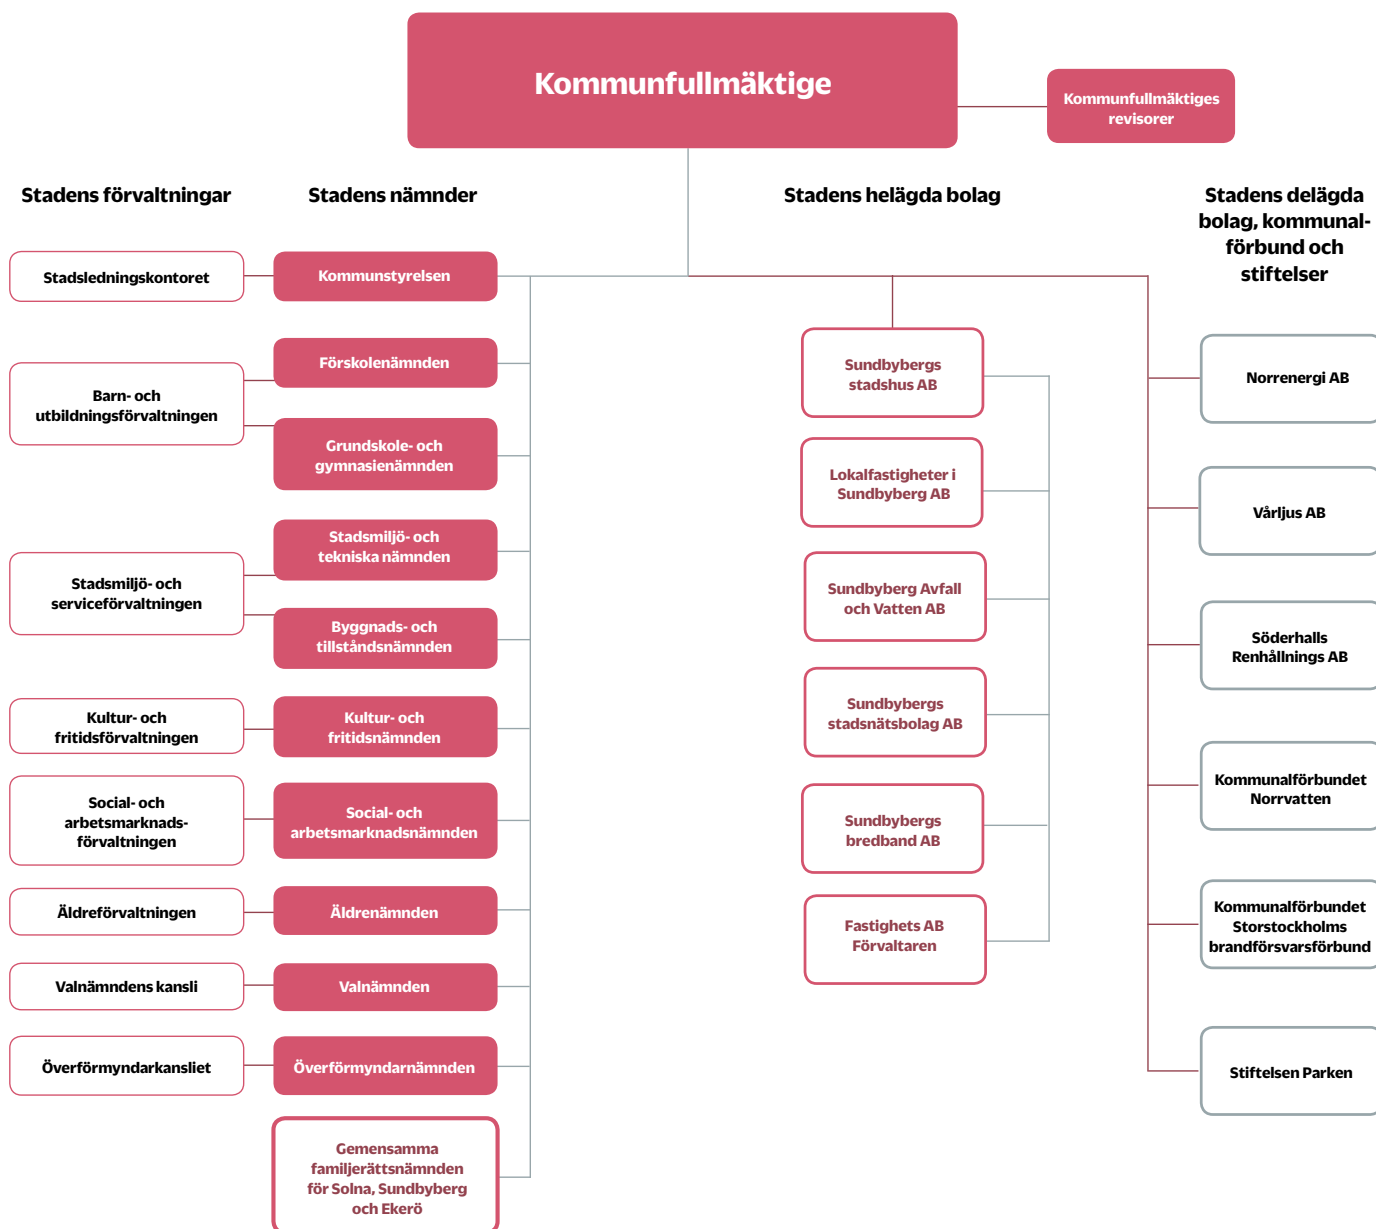 Kommunfullmäktige
Kommunfullmäktiges
revisorer
Stadens förvaltningar
Stadsledningskontoret
Barn- och
utbildningsförvaltningen
Stadsmiljö- och
serviceförvaltningen
Kultur- och
fritidsförvaltningen
Social- och
arbetsmarknads-
förvaltningen
Äldreförvaltningen
Valnämndens kansli
Överförmyndarkansliet
Stadens nämnder
Kommunstyrelsen
Förskolenämnden
Grundskole- och
gymnasienämnden
Stadsmiljö- och
tekniska nämnden
Byggnads- och
tillståndsnämnden
Kultur- och
fritidsnämnden
Social- och
arbetsmarknadsnämnden
Äldrenämnden
Valnämnden
Överförmyndarnämnden
Gemensamma
familjerättsnämnden
för Solna, Sundbyberg
och Ekerö
Stadens helägda bolag
Sundbybergs
stadshus AB
Lokalfastigheter i
Sundbyberg AB
Sundbyberg Avfall
och Vatten AB
Sundbybergs
stadsnätsbolag AB
Sundbybergs
bredband AB
Fastighets AB
Förvaltaren
Stadens delägda
bolag, kommunal-
förbund och
stiftelser
Norrenergi AB
Vårljus AB
Söderhalls
Renhållnings AB
Kommunalförbundet
Norrvatten
Kommunalförbundet
Storstockholms
brandförsvarsförbund
Stiftelsen Parken